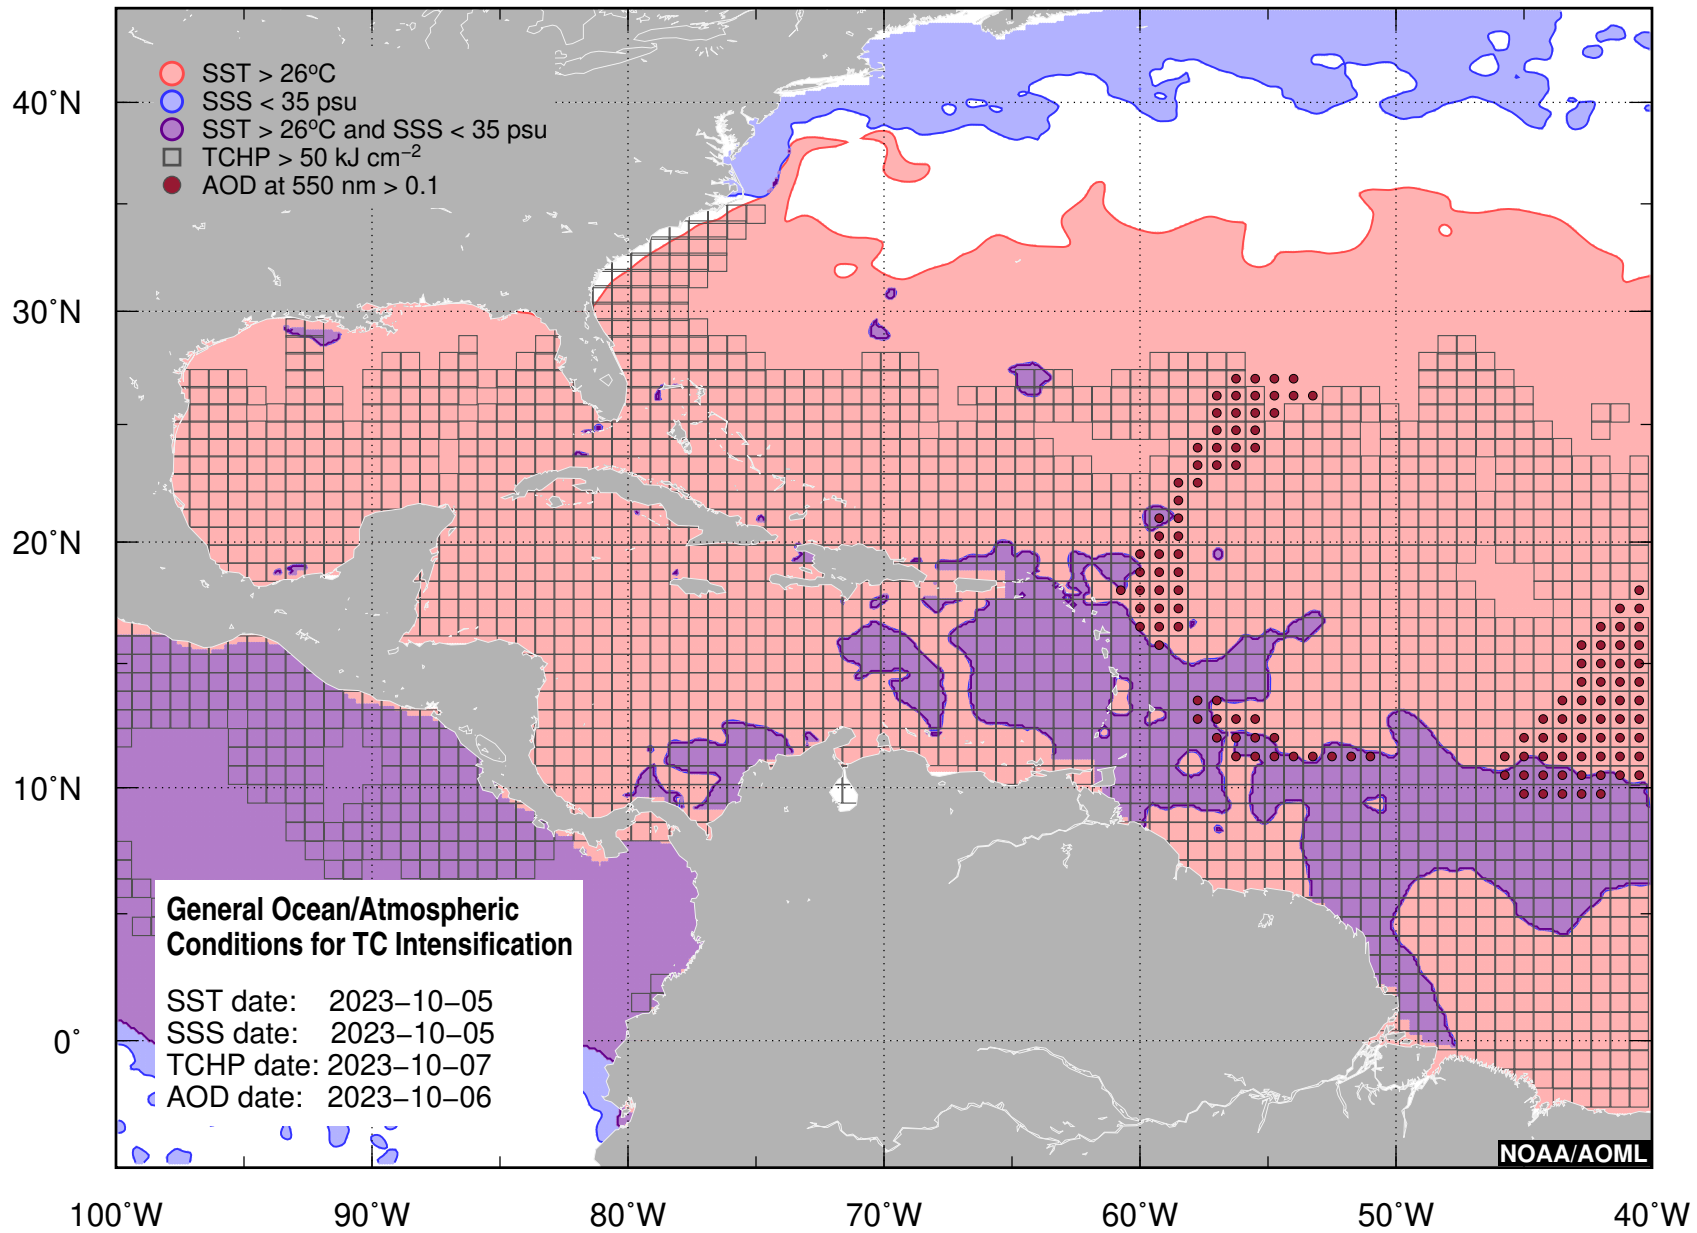 SST > 26°C
SSS < 35 psu
SST > 26°C and SSS < 35 psu
TCHP > 50 kJ cm⁻²
AOD at 550 nm > 0.1
40°N
30°N
20°N
10°N
0°
General Ocean/Atmospheric
Conditions for TC Intensification
SST date: 2023−10−05
SSS date: 2023−10−05
TCHP date: 2023−10−07
AOD date: 2023−10−06
NOAA/AOML
100°W 90°W 80°W 70°W 60°W 50°W 40°W